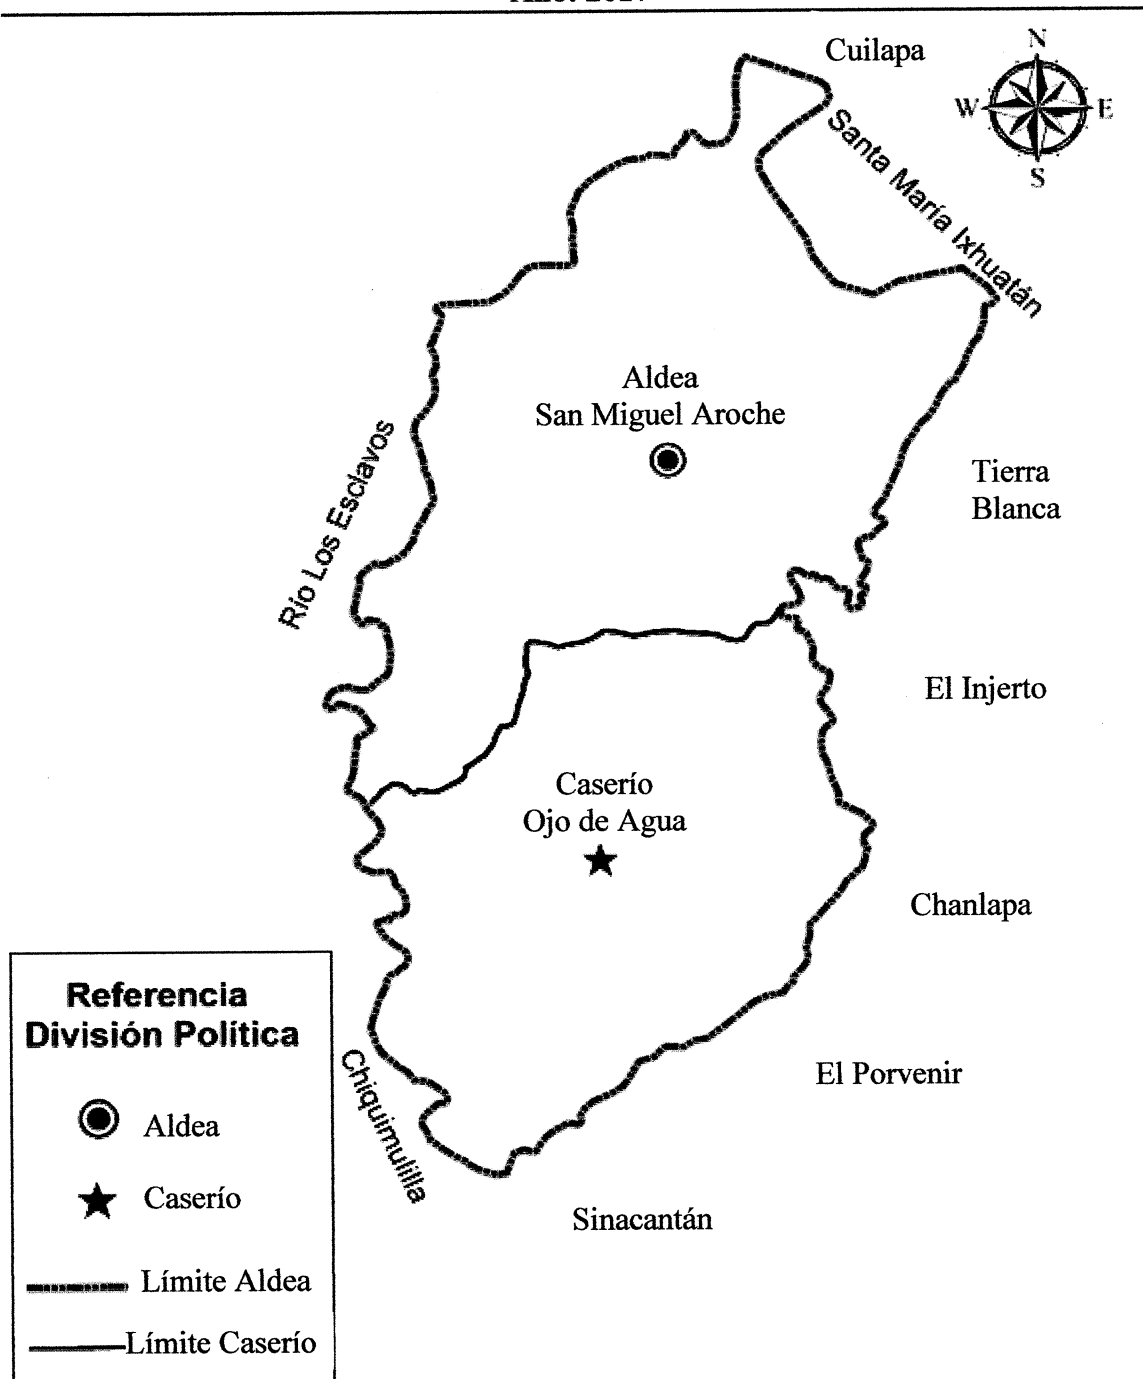 Cuilapa
N
W
E
S
Santa María Ixhuatán
Aldea
San Miguel Aroche
Río Los Esclavos
Tierra
Blanca
El Injerto
Caserío
Ojo de Agua
Chanlapa
Referencia
División Política
Aldea
Caserío
Límite Aldea
Límite Caserío
Chiquimulilla
El Porvenir
Sinacantán